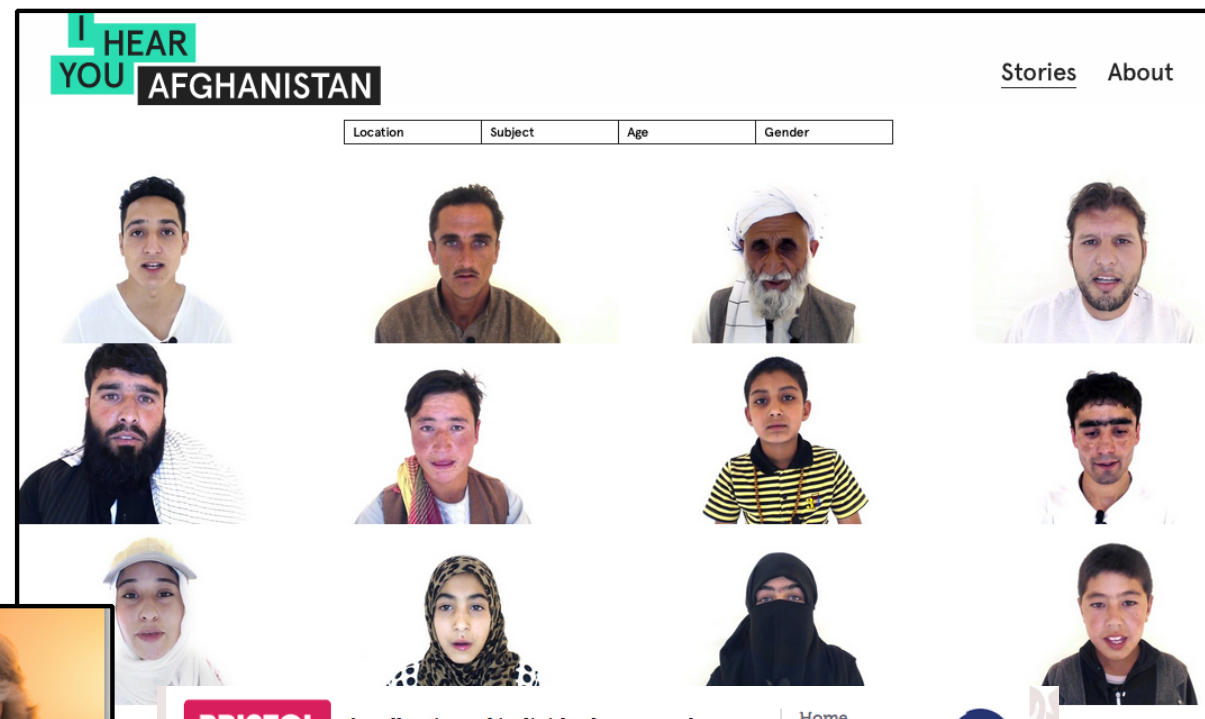 I HEAR
YOU AFGHANISTAN
Stories About
Location Subject Age Gender
Home